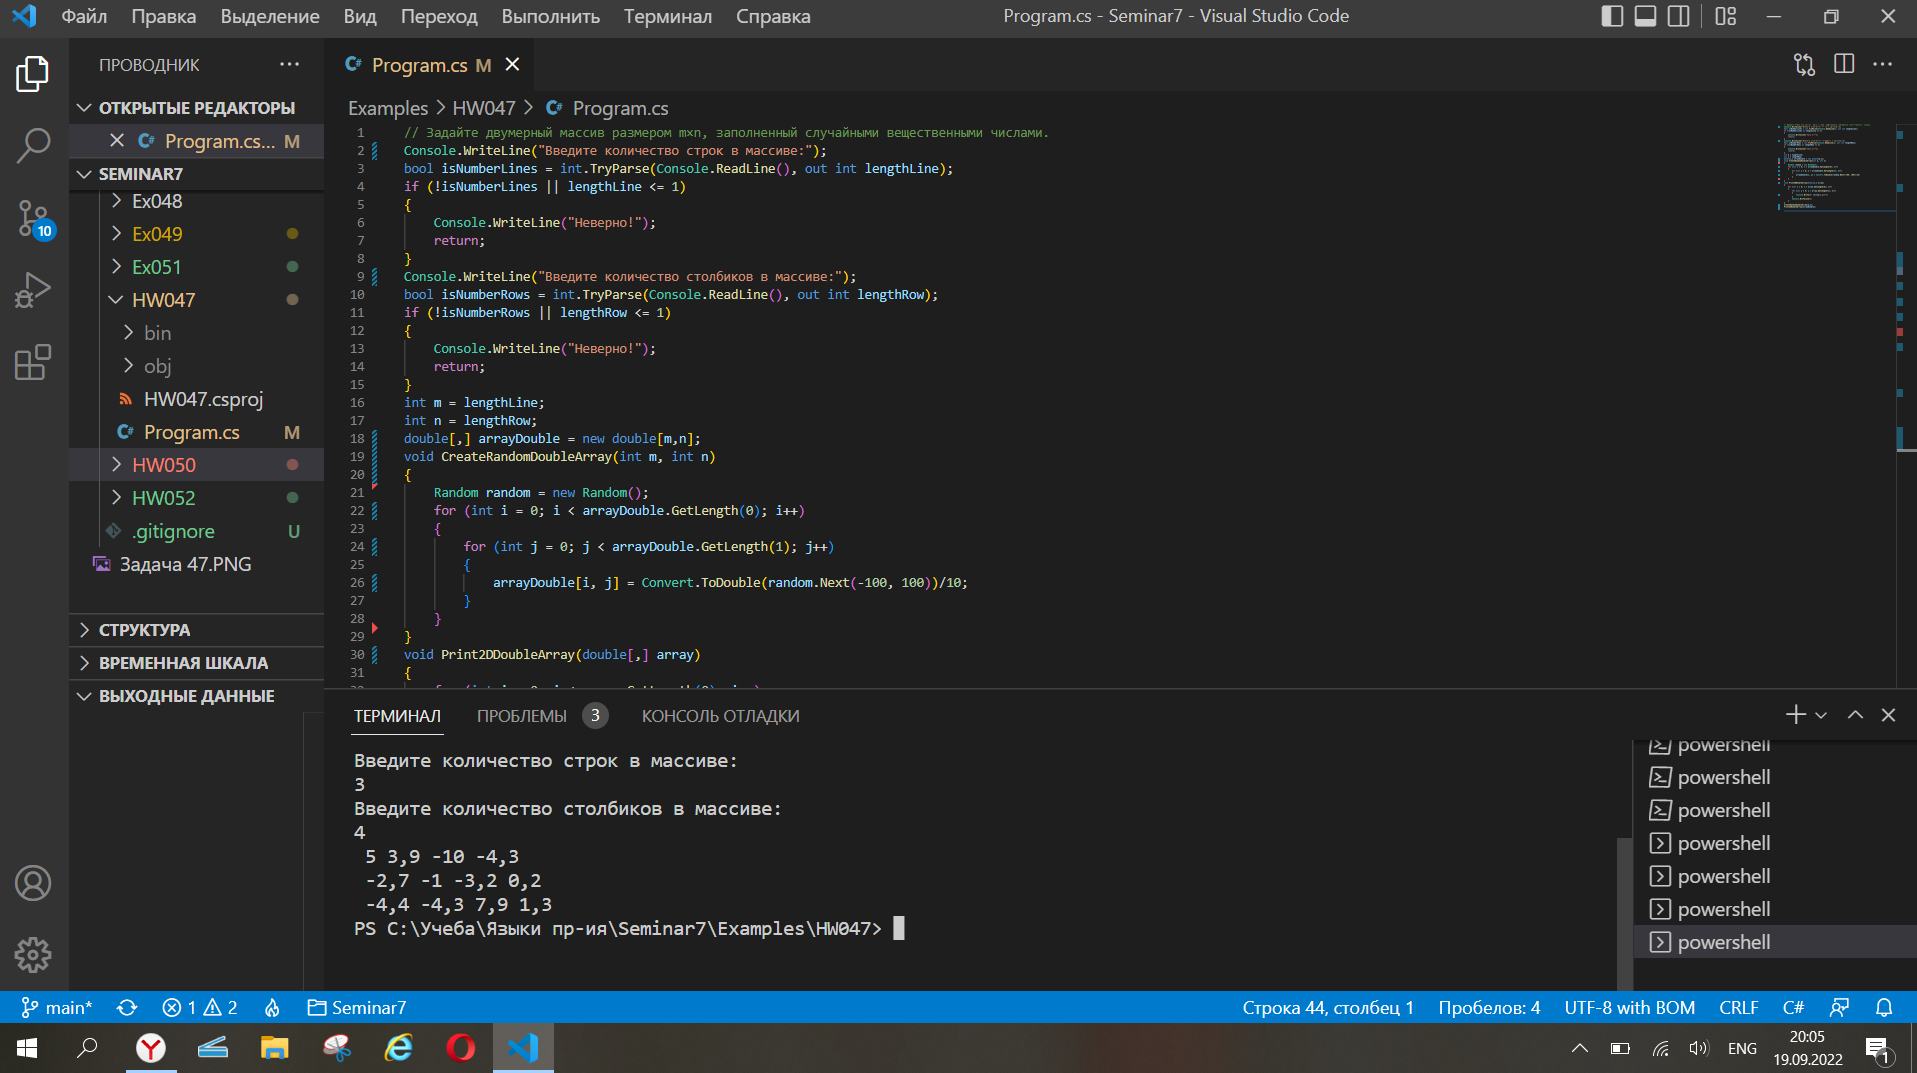 Файл Правка Выделение Вид Переход Выполнить Терминал Справка
Program.cs - Seminar7 - Visual Studio Code
ПРОВОДНИК
ОТКРЫТЫЕ РЕДАКТОРЫ
Program.cs... M
SEMINAR7
Ex048
Ex049
Ex051
HW047
bin
obj
HW047.csproj
Program.cs M
HW050
HW052
.gitignore U
Задача 47.PNG
СТРУКТУРА
ВРЕМЕННАЯ ШКАЛА
ВЫХОДНЫЕ ДАННЫЕ
10
Program.cs M
Examples > HW047 > Program.cs
1 // Задайте двумерный массив размером m×n, заполненный случайными вещественными числами.
2 Console.WriteLine("Введите количество строк в массиве:");
3 bool isNumberLines = int.TryParse(Console.ReadLine(), out int lengthLine);
4 if (!isNumberLines || lengthLine <= 1)
5 {
6 Console.WriteLine("Неверно!");
7 return;
8 }
9 Console.WriteLine("Введите количество столбиков в массиве:");
10 bool isNumberRows = int.TryParse(Console.ReadLine(), out int lengthRow);
11 if (!isNumberRows || lengthRow <= 1)
12 {
13 Console.WriteLine("Неверно!");
14 return;
15 }
16 int m = lengthLine;
17 int n = lengthRow;
18 double[,] arrayDouble = new double[m,n];
19 void CreateRandomDoubleArray(int m, int n)
20 {
21 Random random = new Random();
22 for (int i = 0; i < arrayDouble.GetLength(0); i++)
23 {
24 for (int j = 0; j < arrayDouble.GetLength(1); j++)
25 {
26 arrayDouble[i, j] = Convert.ToDouble(random.Next(-100, 100))/10;
27 }
28 }
29 }
30 void Print2DDoubleArray(double[,] array)
31 {
ТЕРМИНАЛ ПРОБЛЕМЫ 3 КОНСОЛЬ ОТЛАДКИ
Введите количество строк в массиве:
3
Введите количество столбиков в массиве:
4
5 3,9 -10 -4,3
-2,7 -1 -3,2 0,2
-4,4 -4,3 7,9 1,3
PS C:\Учеба\Языки пр-ия\Seminar7\Examples\HW047>
powershell
powershell
powershell
powershell
powershell
powershell
powershell
main* 1 2 Seminar7
Строка 44, столбец 1 Пробелов: 4 UTF-8 with BOM CRLF C#
ENG
20:05
19.09.2022
1